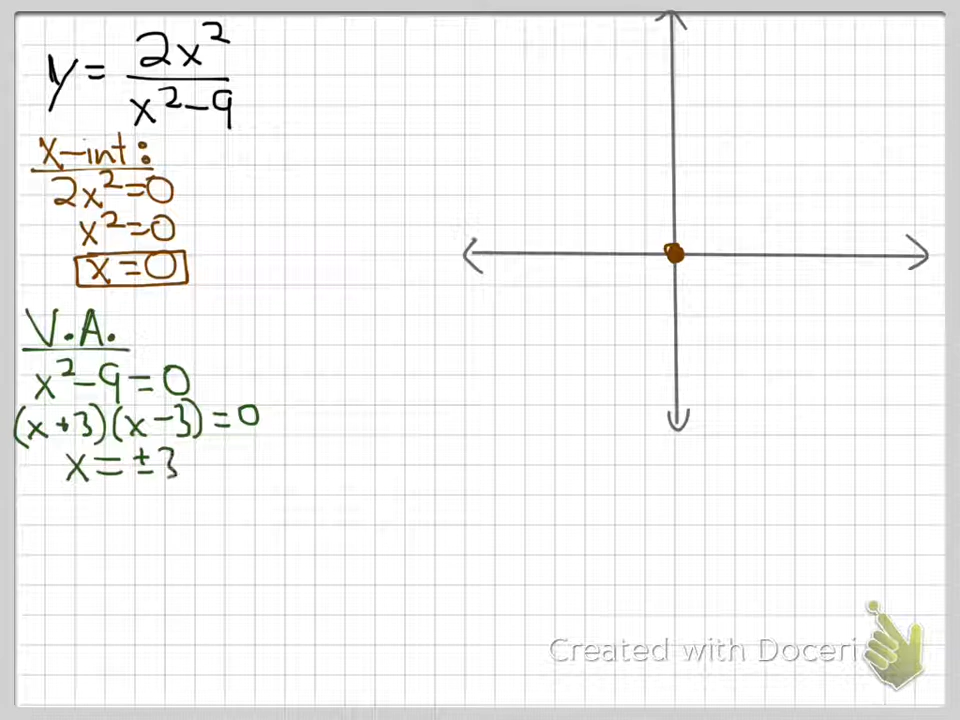 y = 2x²
x² - 9
x-int:
2x² = 0
x² = 0
x = 0
V.A.
x² - 9 = 0
(x + 3)(x - 3) = 0
x = ± 3
Created with Doceri